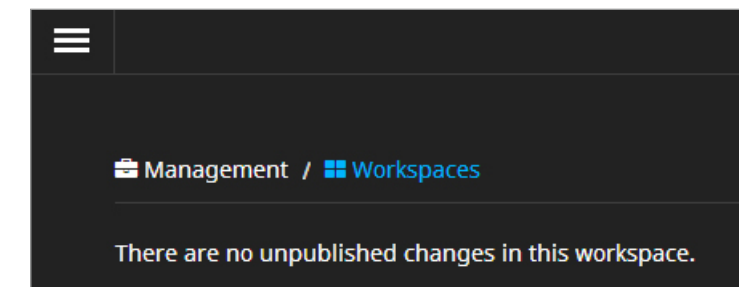 Management / Workspaces
There are no unpublished changes in this workspace.